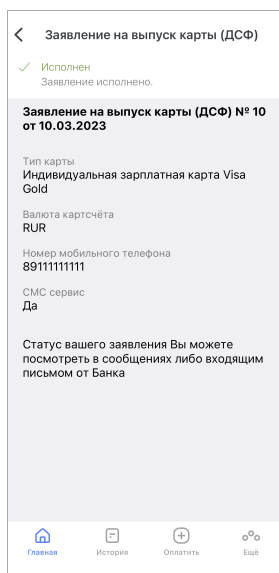 Заявление на выпуск карты (ДСФ)
Исполнен
Заявление исполнено.
Заявление на выпуск карты (ДСФ) № 10
от 10.03.2023
Тип карты
Индивидуальная зарплатная карта Visa
Gold
Валюта картсчёта
RUR
Номер мобильного телефона
89111111111
СМС сервис
Да
Статус вашего заявления Вы можете
посмотреть в сообщениях либо входящим
письмом от Банка
Главная История Оплатить Ещё